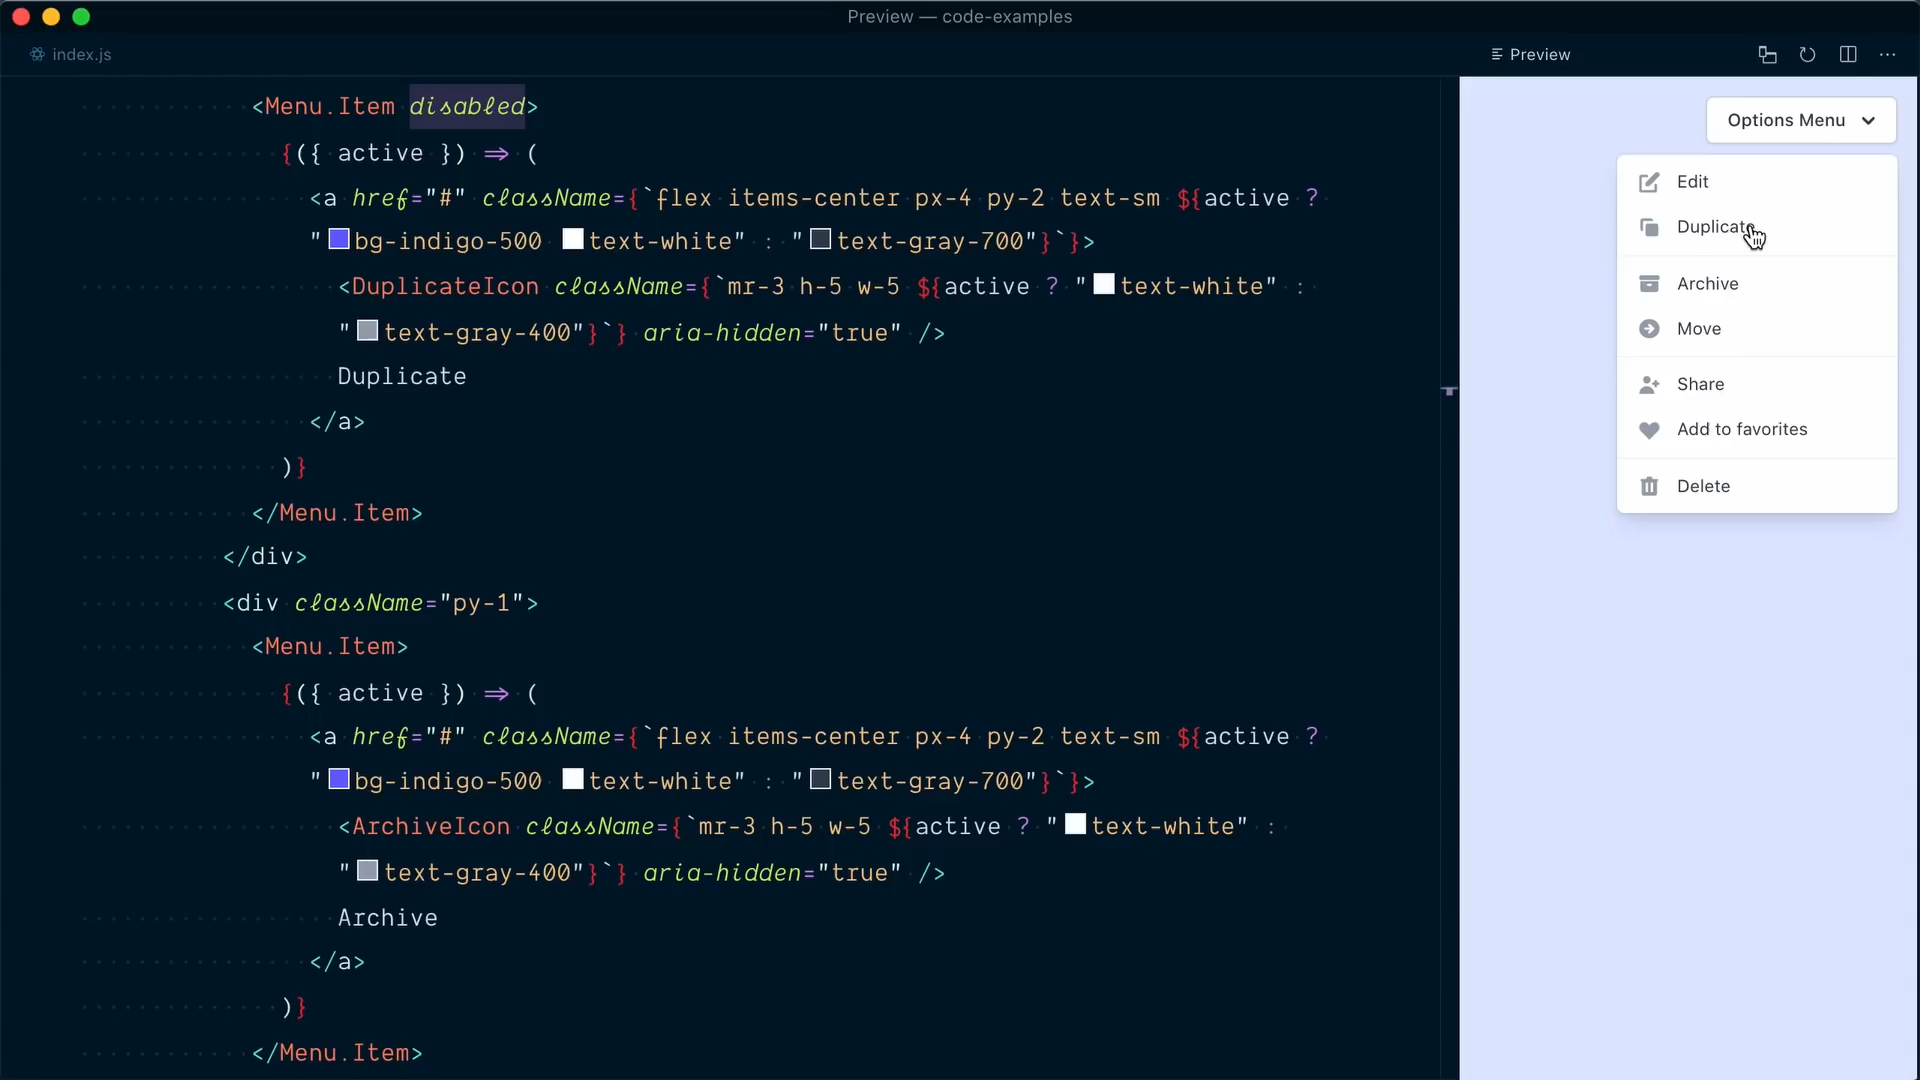 Preview — code-examples
index.js
Preview
<Menu.Item disabled>
{({ active }) => (
<a href="#" className={`flex items-center px-4 py-2 text-sm ${active ?
"bg-indigo-500 text-white" : "text-gray-700"}`}>
<DuplicateIcon className={`mr-3 h-5 w-5 ${active ? "text-white" :
"text-gray-400"}`} aria-hidden="true" />
Duplicate
</a>
)}
</Menu.Item>
</div>
<div className="py-1">
<Menu.Item>
{({ active }) => (
<a href="#" className={`flex items-center px-4 py-2 text-sm ${active ?
"bg-indigo-500 text-white" : "text-gray-700"}`}>
<ArchiveIcon className={`mr-3 h-5 w-5 ${active ? "text-white" :
"text-gray-400"}`} aria-hidden="true" />
Archive
</a>
)}
</Menu.Item>
Options Menu
Edit
Duplicate
Archive
Move
Share
Add to favorites
Delete